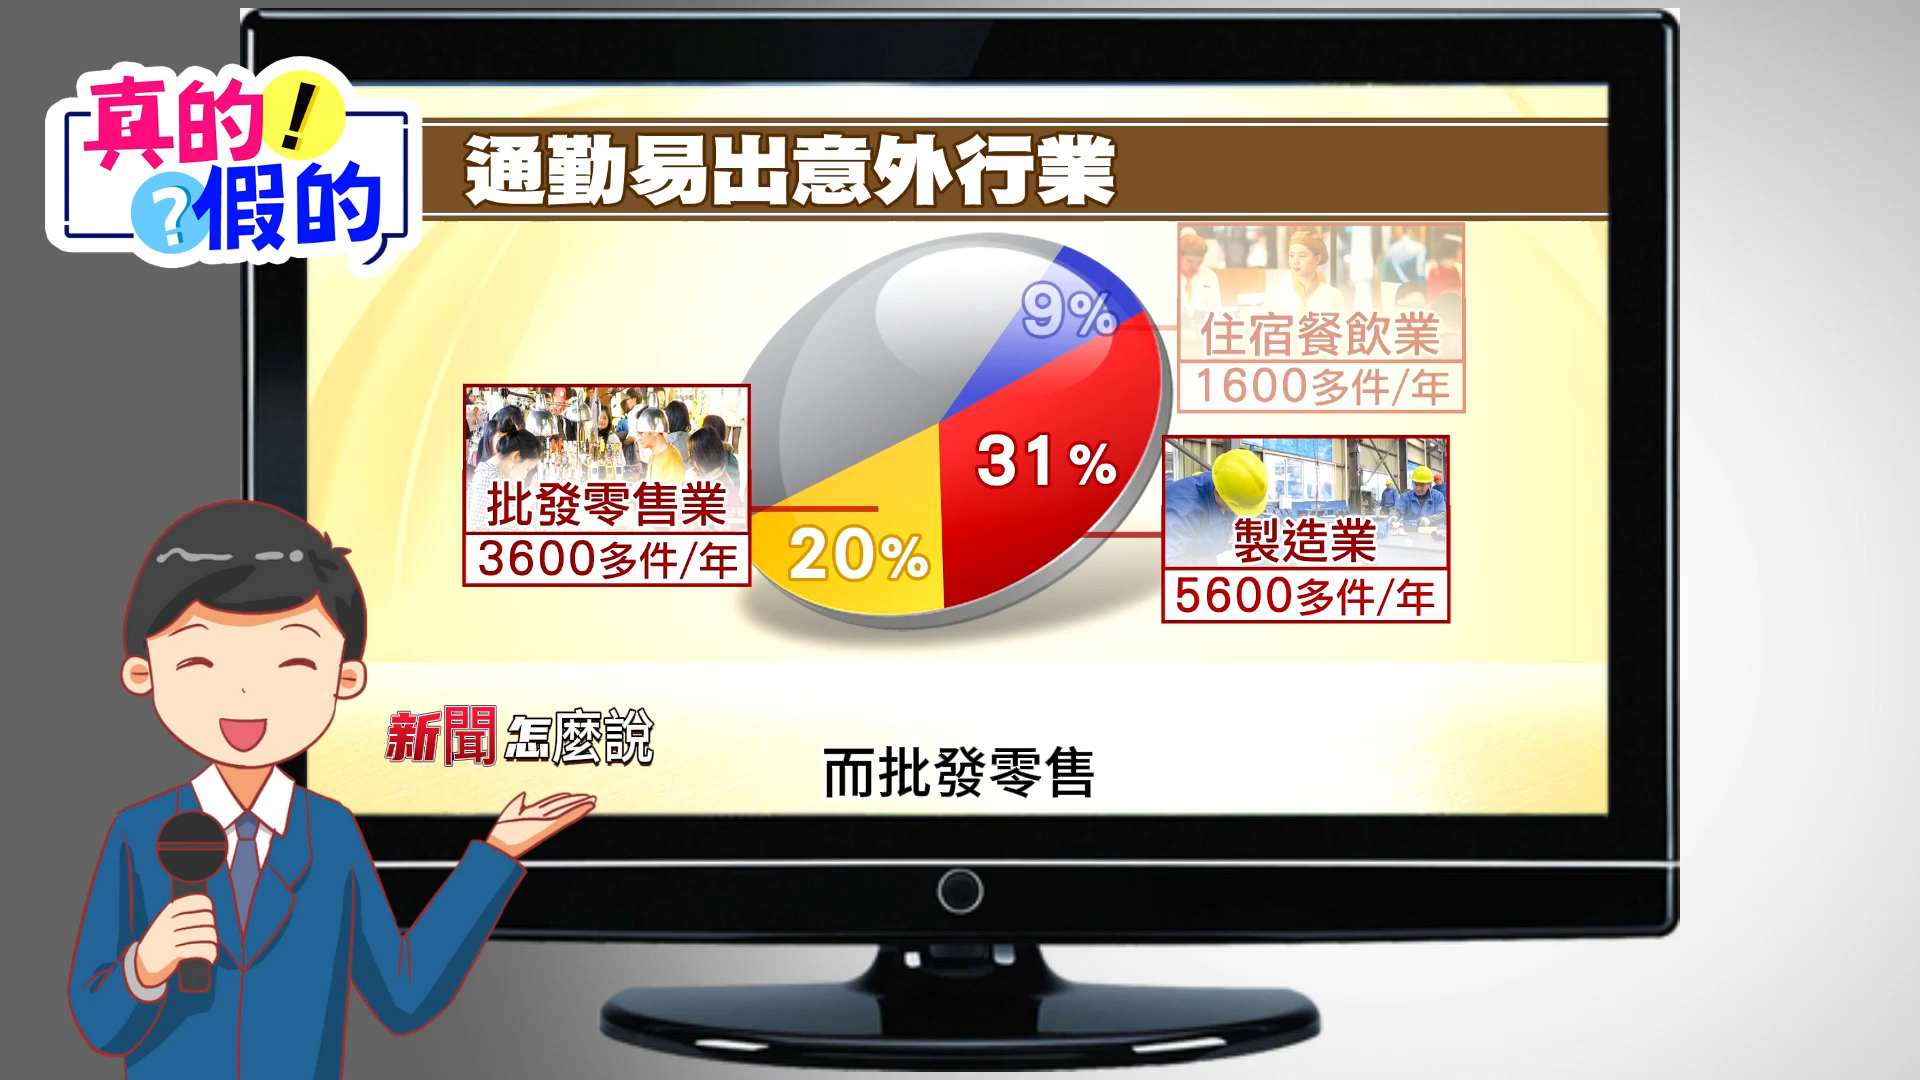 真的!
?假的
通勤易出意外行業
9%
住宿餐飲業
1600多件/年
31%
批發零售業
3600多件/年
20%
製造業
5600多件/年
新聞怎麼說
而批發零售